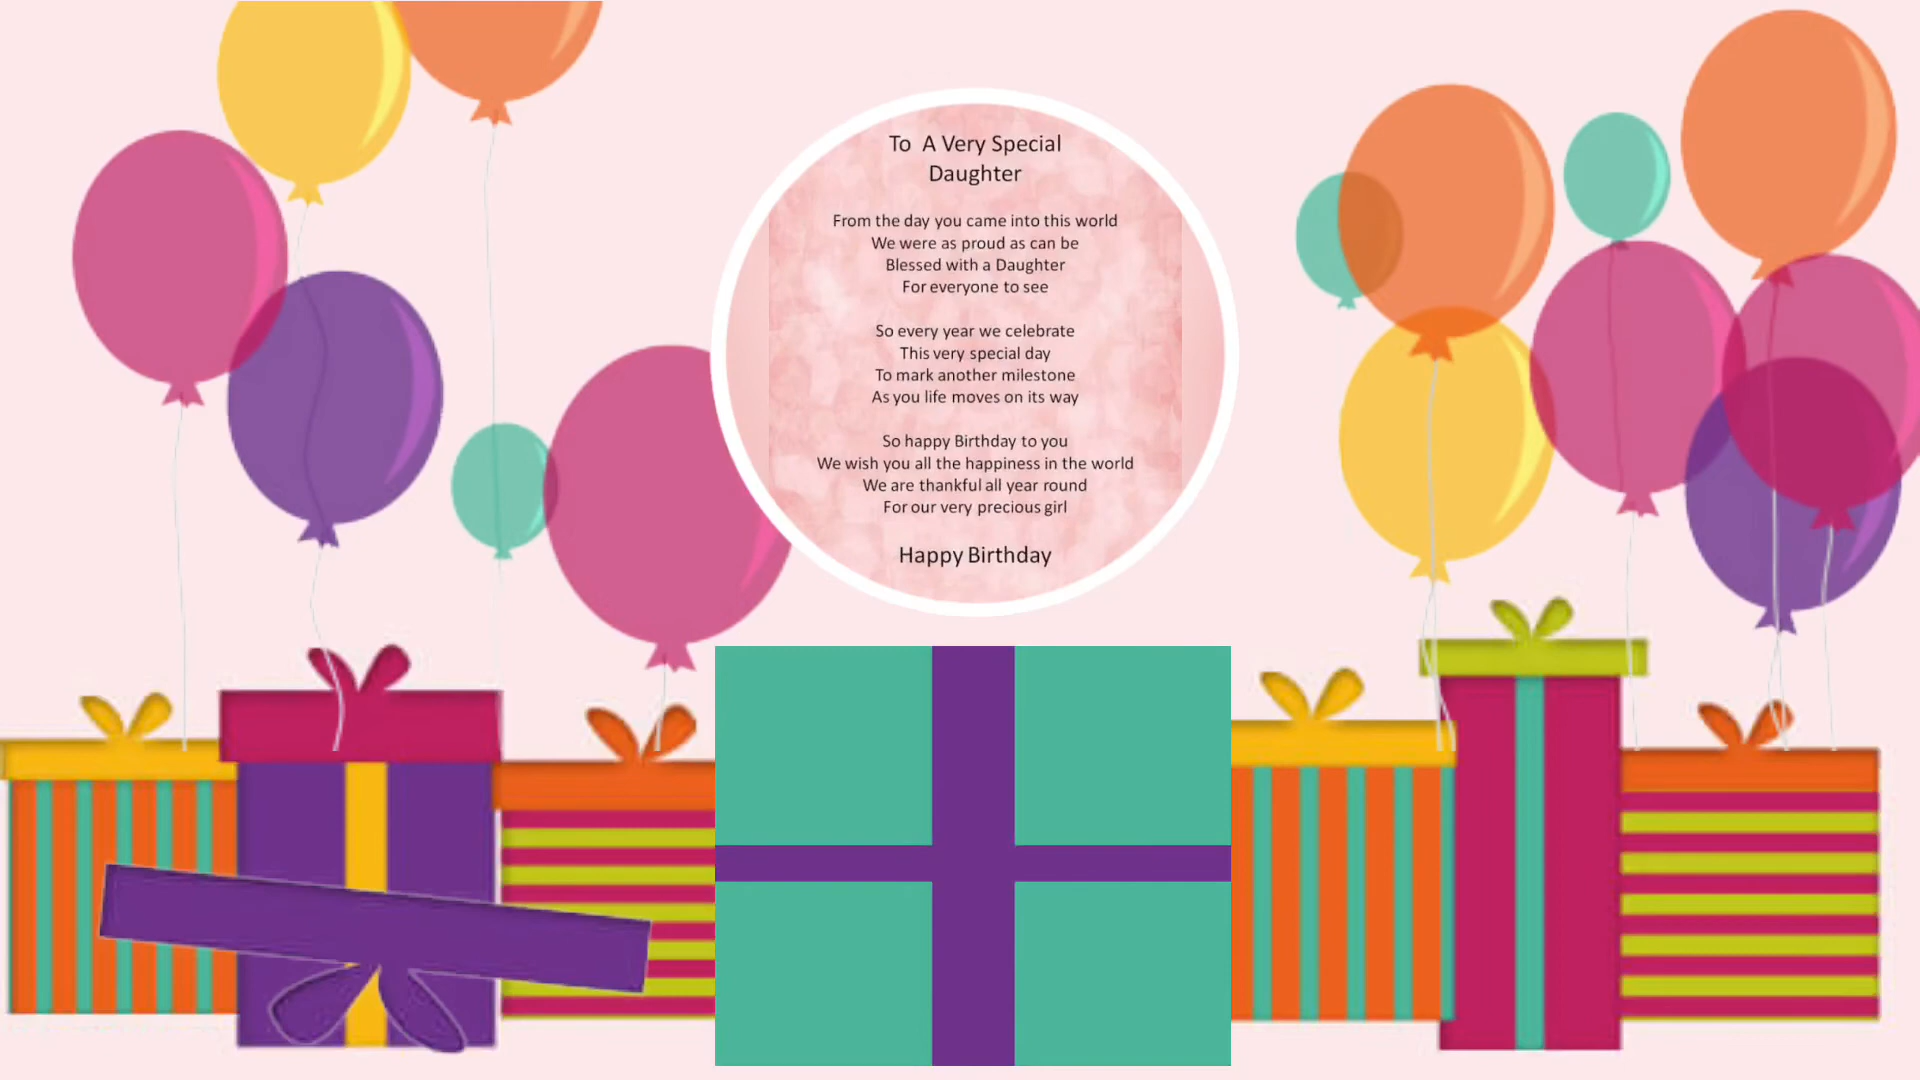 To A Very Special
Daughter
From the day you came into this world
We were as proud as can be
Blessed with a Daughter
For everyone to see
So every year we celebrate
This very special day
To mark another milestone
As you life moves on its way
So happy Birthday to you
We wish you all the happiness in the world
We are thankful all year round
For our very precious girl
Happy Birthday